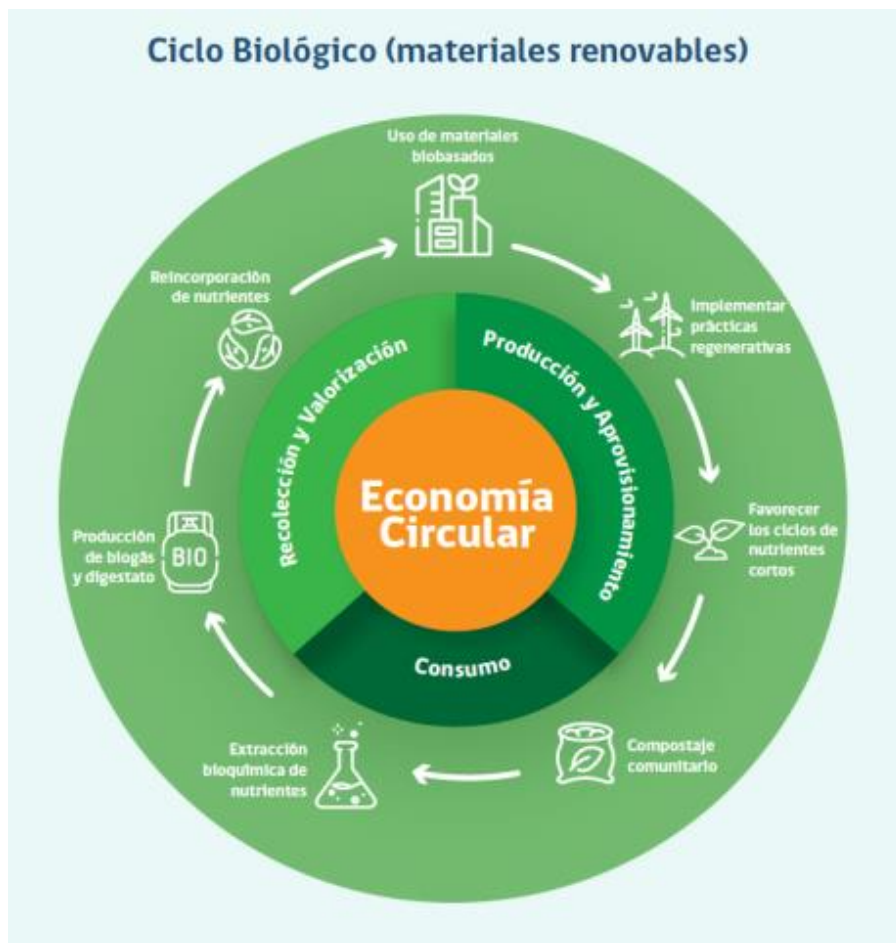 Ciclo Biológico (materiales renovables)
Uso de materiales
biobasados
Implementar
prácticas
regenerativas
Favorecer
los ciclos de
nutrientes
cortos
Compostaje
comunitario
Extracción
bioquímica de
nutrientes
Producción
de biogás
y digestato
BIO
Reincorporación
de nutrientes
Producción y Aprovisionamiento
Consumo
Recolección y Valorización
Economía
Circular